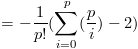 $= -\frac{1}{p!}(\sum_{i=0}^{p}(\frac{p}{i}) - 2)$